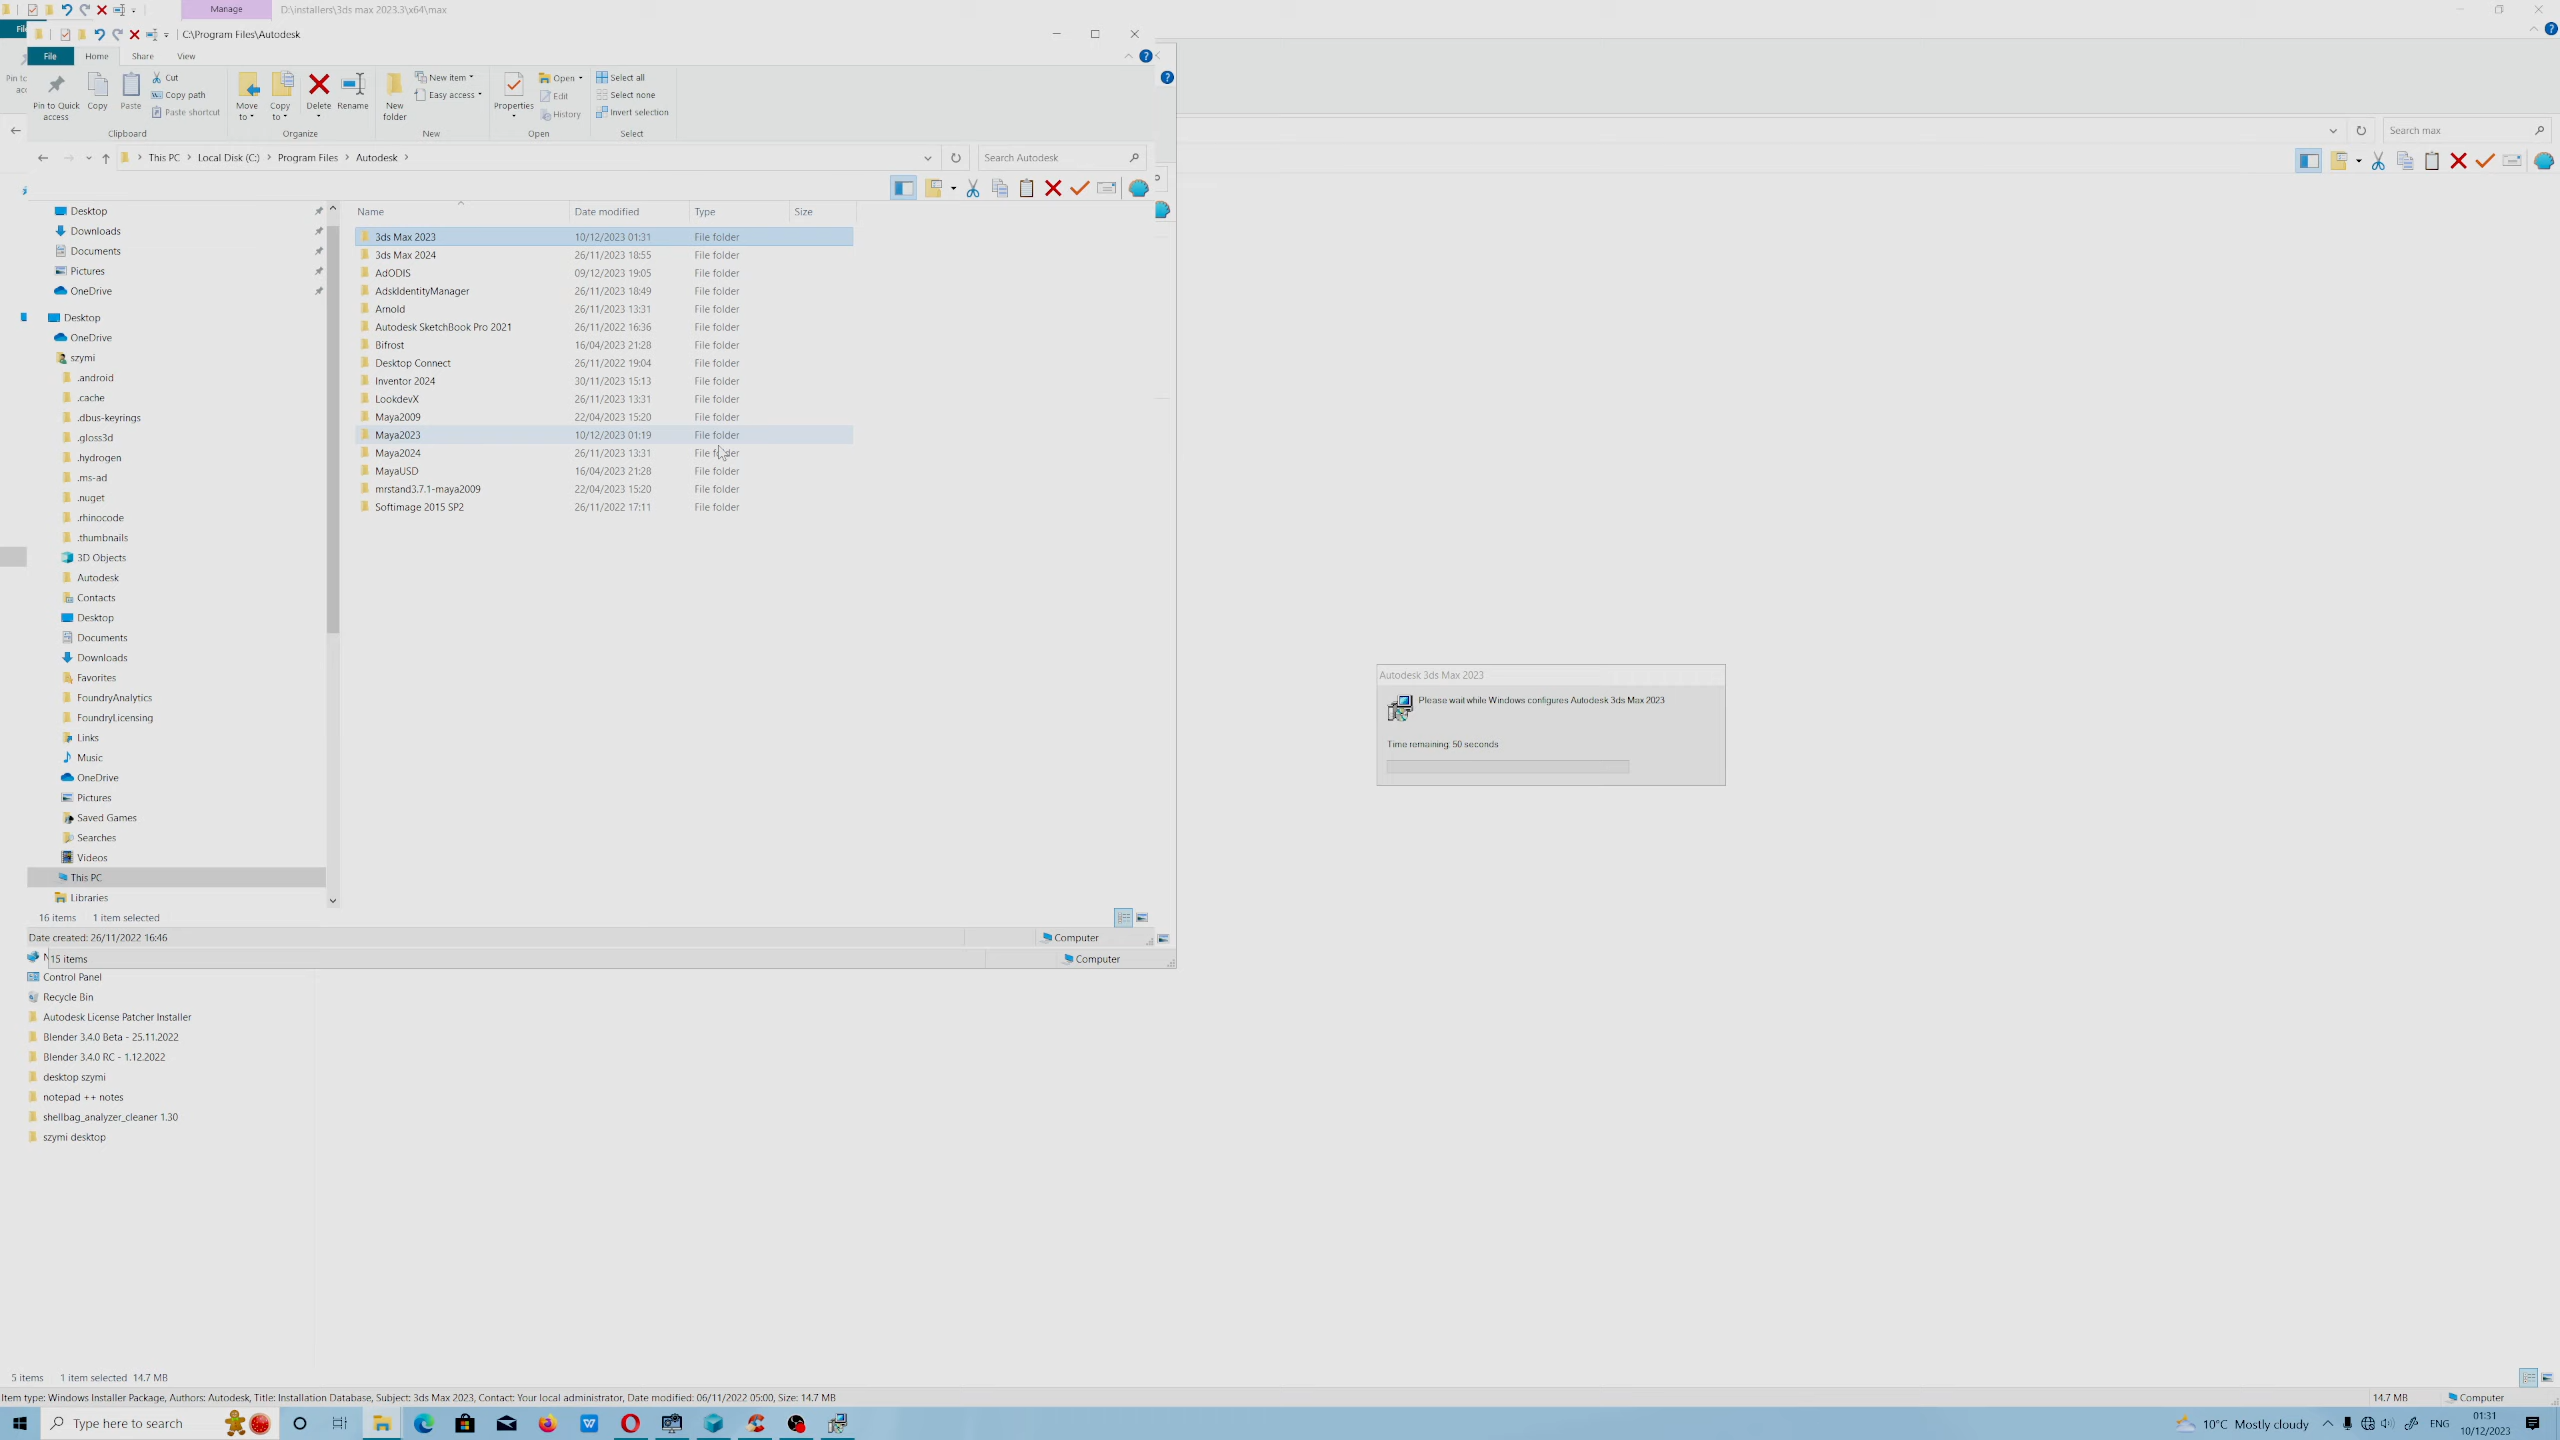 Manage
D:\installers\3ds max 2023.3\x64\max
C:\Program Files\Autodesk
File
Home
Share
View
Pin to Quick access
Copy
Paste
Cut
Copy path
Paste shortcut
Clipboard
Move to
Copy to
Delete
Rename
Organize
New folder
New item
Easy access
New
Properties
Open
Edit
History
Open
Select all
Select none
Invert selection
Select
This PC
Local Disk (C:)
Program Files
Autodesk
Search Autodesk
Search max
Name
Date modified
Type
Size
3ds Max 2023 10/12/2023 01:31 File folder
3ds Max 2024 26/11/2023 18:55 File folder
AdODIS 09/12/2023 19:05 File folder
AdskIdentityManager 26/11/2023 18:49 File folder
Arnold 26/11/2023 13:31 File folder
Autodesk SketchBook Pro 2021 26/11/2022 16:36 File folder
Bifrost 16/04/2023 21:28 File folder
Desktop Connect 26/11/2022 19:04 File folder
Inventor 2024 30/11/2023 15:13 File folder
LookdevX 26/11/2023 13:31 File folder
Maya2009 22/04/2023 15:20 File folder
Maya2023 10/12/2023 01:19 File folder
Maya2024 26/11/2023 13:31 File folder
MayaUSD 16/04/2023 21:28 File folder
mrstand3.7.1-maya2009 22/04/2023 15:20 File folder
Softimage 2015 SP2 26/11/2022 17:11 File folder
Desktop
Downloads
Documents
Pictures
OneDrive
Desktop
OneDrive
szymi
.android
.cache
.dbus-keyrings
.gloss3d
.hydrogen
.ms-ad
.nuget
.rhinocode
.thumbnails
3D Objects
Autodesk
Contacts
Desktop
Documents
Downloads
Favorites
FoundryAnalytics
FoundryLicensing
Links
Music
OneDrive
Pictures
Saved Games
Searches
Videos
This PC
Libraries
16 items 1 item selected
Date created: 26/11/2022 16:46
Computer
15 items
Computer
Control Panel
Recycle Bin
Autodesk License Patcher Installer
Blender 3.4.0 Beta - 25.11.2022
Blender 3.4.0 RC - 1.12.2022
desktop szymi
notepad ++ notes
shellbag_analyzer_cleaner 1.30
szymi desktop
Autodesk 3ds Max 2023
Please wait while Windows configures Autodesk 3ds Max 2023
Time remaining: 50 seconds
5 items 1 item selected 14.7 MB
Item type: Windows Installer Package, Authors: Autodesk, Title: Installation Database, Subject: 3ds Max 2023, Contact: Your local administrator, Date modified: 06/11/2022 05:00, Size: 14.7 MB
14.7 MB
Computer
Type here to search
10°C Mostly cloudy
ENG
01:31
10/12/2023